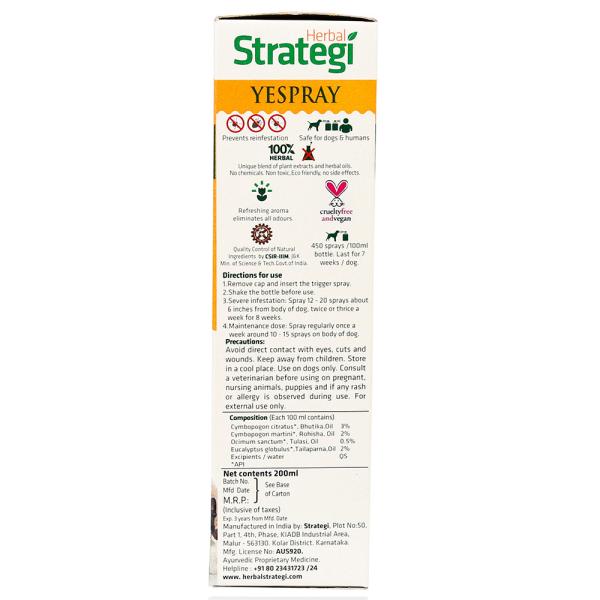 Herbal
Strategi
YESPRAY
Prevents reinfestation
Safe for dogs & humans
100%
HERBAL
Unique blend of plant extracts and herbal oils.
No chemicals. Non toxic, Eco friendly, no side effects.
Refreshing aroma
eliminates all odours.
crueltyfree
andvegan
Quality Control of Natural
Ingredients by CSIR-IIIM, J&K
Min. of Science & Tech.Govt.of India.
450 sprays /100ml
bottle. Last for 7
weeks / dog.
Directions for use
1.Remove cap and insert the trigger spray.
2.Shake the bottle before use.
3.Severe infestation: Spray 12 - 20 sprays about
6 inches from body of dog, twice or thrice a
week for 8 weeks.
4.Maintenance dose: Spray regularly once a
week around 10 - 15 sprays on body of dog.
Precautions:
Avoid direct contact with eyes, cuts and
wounds. Keep away from children. Store
in a cool place. Use on dogs only. Consult
a veterinarian before using on pregnant,
nursing animals, puppies and if any rash
or allergy is observed during use. For
external use only.
Composition (Each 100 ml contains)
Cymbopogon citratus*, Bhutika,Oil 3%
Cymbopogon martini*, Rohisha, Oil 2%
Ocimum sanctum*, Tulasi, Oil 0.5%
Eucalyptus globulus*,Tailaparna,Oil 2%
Excipients / water QS
*API
Net contents 200ml
Batch No.
Mfd Date
M.R.P.:
See Base
of Carton
(Inclusive of taxes)
Exp. 3 years from Mfd. Date
Manufactured in India by: Strategi, Plot No:50,
Part 1, 4th, Phase, KIADB Industrial Area,
Malur - 563130. Kolar District. Karnataka.
Mfg. License No: AUS920.
Ayurvedic Proprietary Medicine.
Helpline : +91 80 23431723 /24
www. herbalstrategi.com